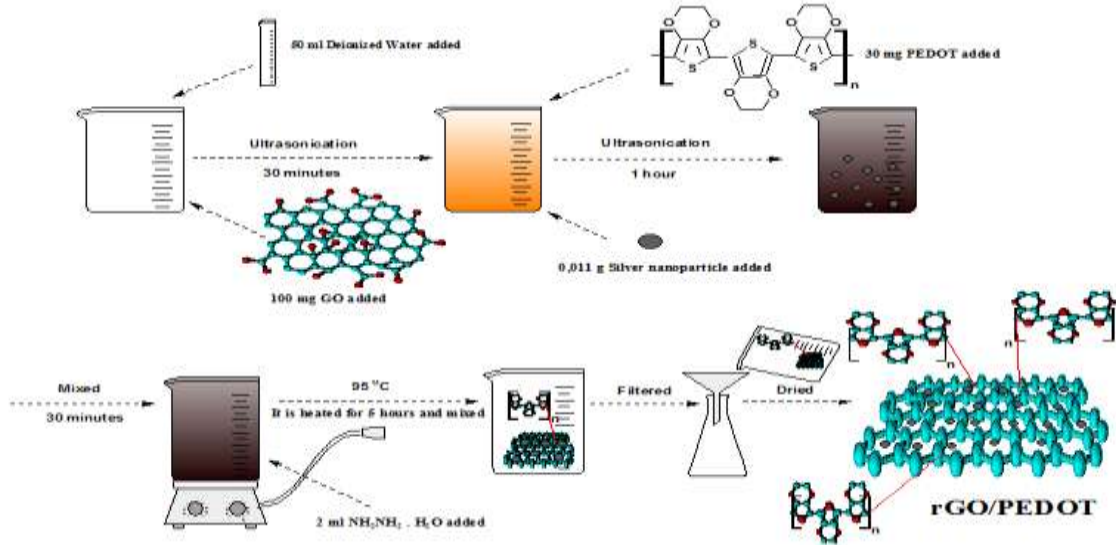 50 ml Deionized Water added
O O O O
S
S S
O O
n
30 mg PEDOT added
Ultrasonication
30 minutes
Ultrasonication
1 hour
100 mg GO added
0,011 g Silver nanoparticle added
Mixed
30 minutes
95 °C
It is heated for 5 hours and mixed
2 ml NH₂NH₂ . H₂O added
n
Filtered
Dried
n
n
n
rGO/PEDOT